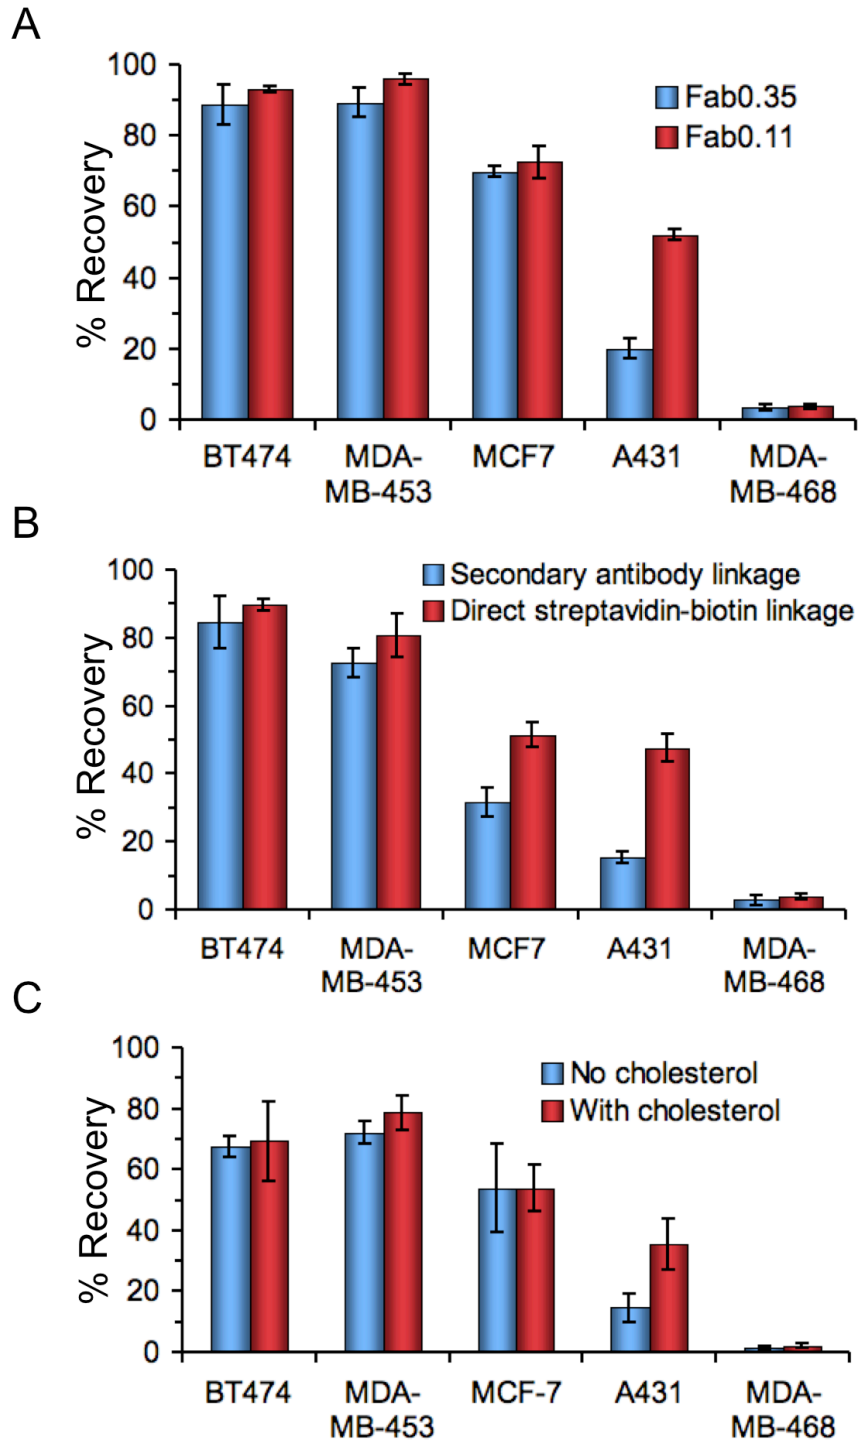 A
100
80
60
40
20
0
% Recovery
Fab0.35
Fab0.11
BT474
MDA-
MB-453
MCF7
A431
MDA-
MB-468
B
100
80
60
40
20
0
% Recovery
Secondary antibody linkage
Direct streptavidin-biotin linkage
BT474
MDA-
MB-453
MCF7
A431
MDA-
MB-468
C
100
80
60
40
20
0
% Recovery
No cholesterol
With cholesterol
BT474
MDA-
MB-453
MCF-7
A431
MDA-
MB-468